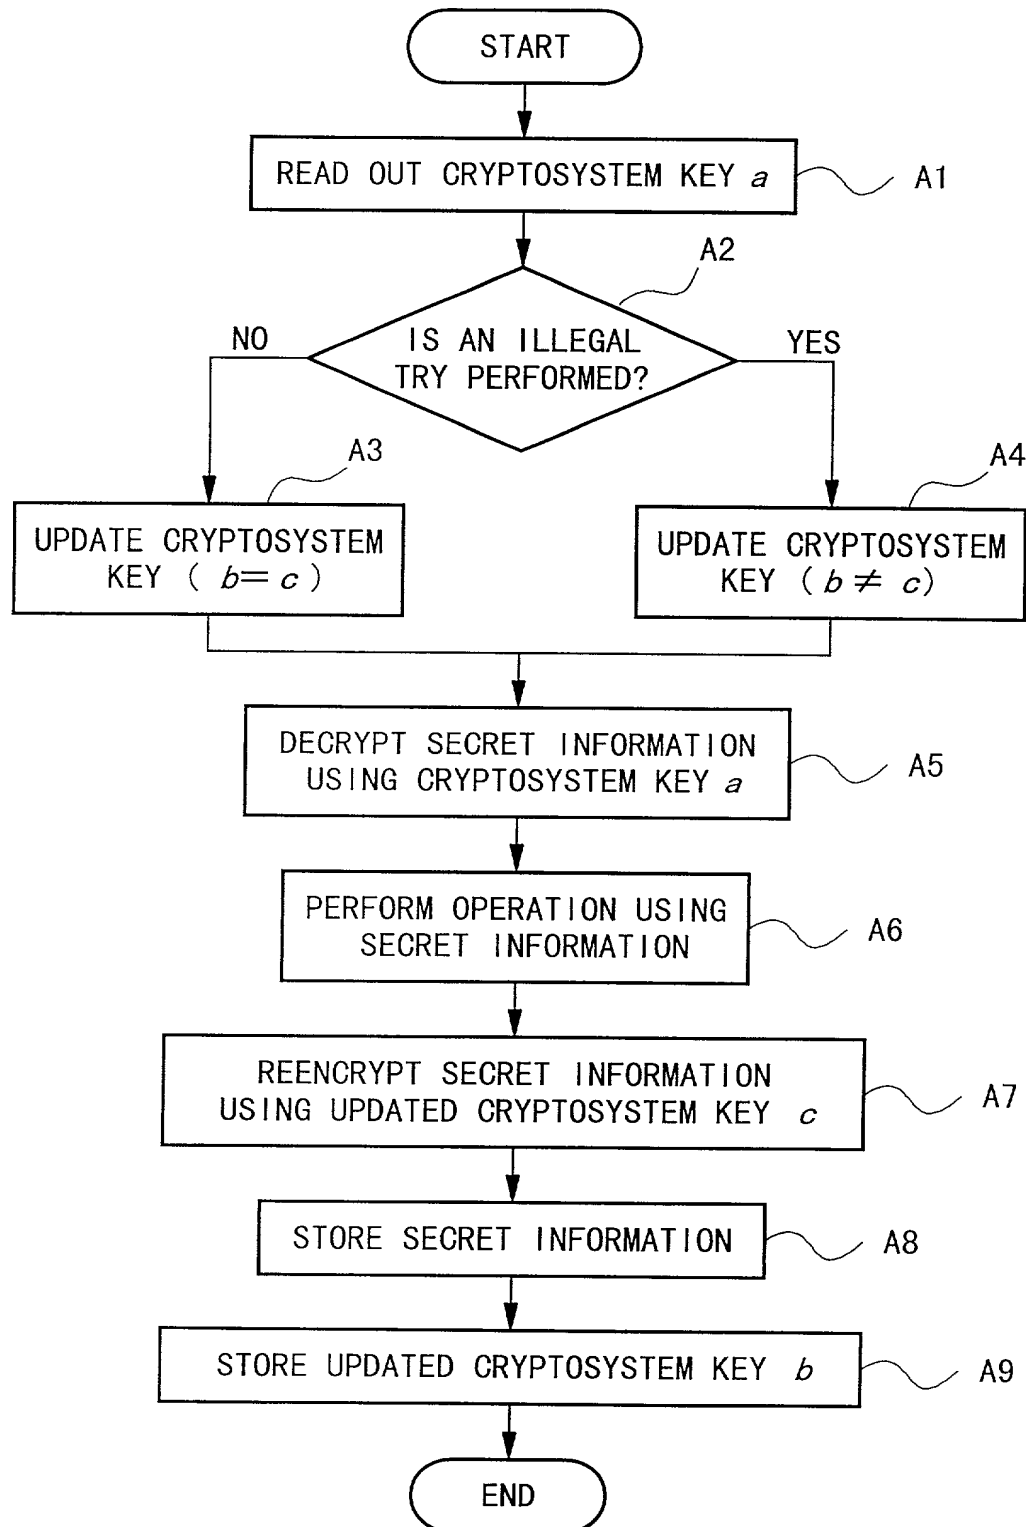 START
READ OUT CRYPTOSYSTEM KEY a
A1
A2
IS AN ILLEGAL
TRY PERFORMED?
NO
YES
A3
A4
UPDATE CRYPTOSYSTEM
KEY ( b= c )
UPDATE CRYPTOSYSTEM
KEY ( b ≠ c )
DECRYPT SECRET INFORMATION
USING CRYPTOSYSTEM KEY a
A5
PERFORM OPERATION USING
SECRET INFORMATION
A6
REENCRYPT SECRET INFORMATION
USING UPDATED CRYPTOSYSTEM KEY c
A7
STORE SECRET INFORMATION
A8
STORE UPDATED CRYPTOSYSTEM KEY b
A9
END